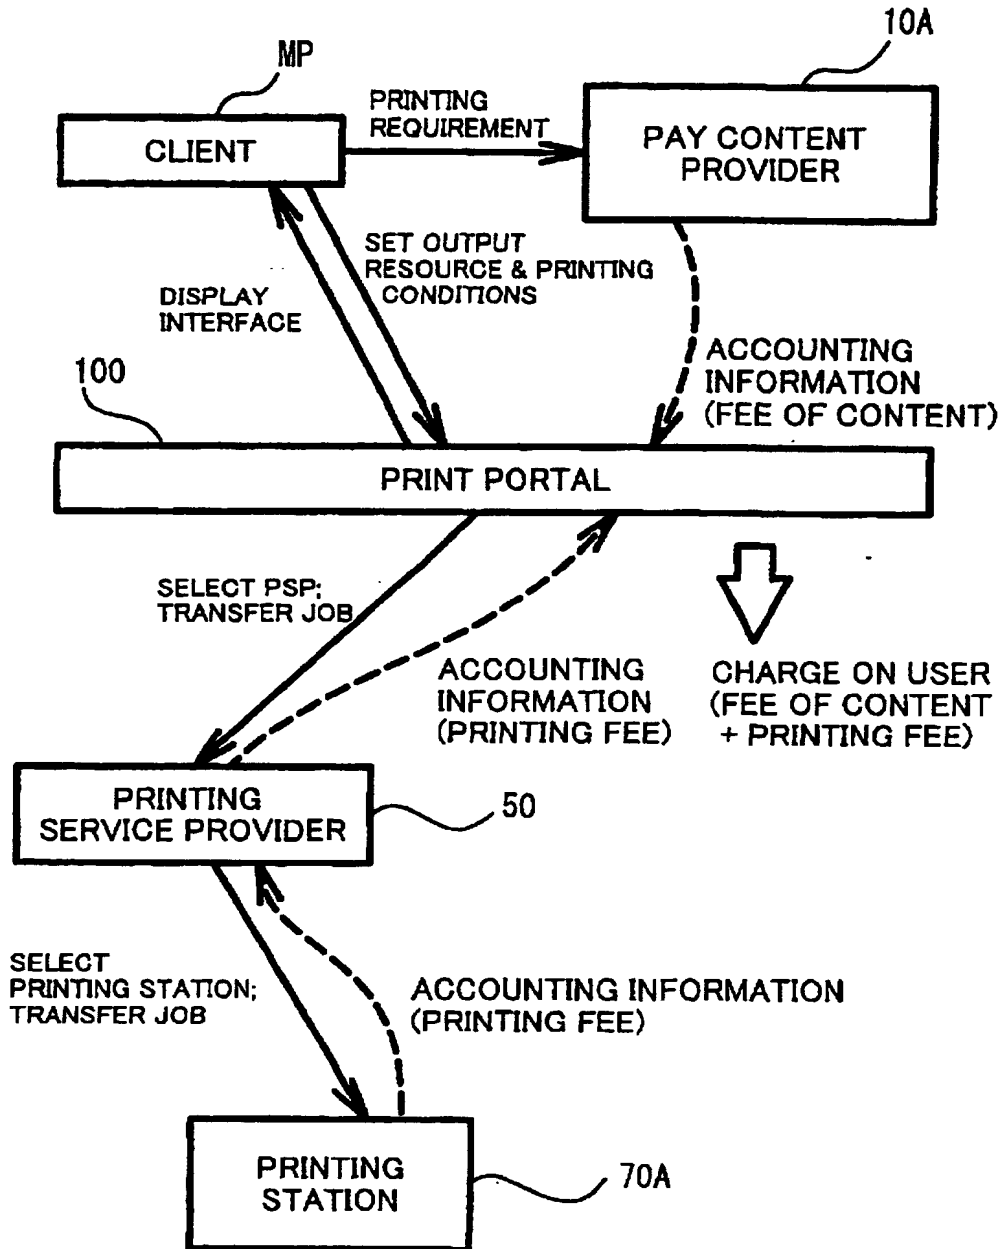 MP
10A
CLIENT
PRINTING
REQUIREMENT
PAY CONTENT
PROVIDER
SET OUTPUT
RESOURCE & PRINTING
CONDITIONS
DISPLAY
INTERFACE
ACCOUNTING
INFORMATION
(FEE OF CONTENT)
100
PRINT PORTAL
SELECT PSP;
TRANSFER JOB
ACCOUNTING
INFORMATION
(PRINTING FEE)
CHARGE ON USER
(FEE OF CONTENT
+ PRINTING FEE)
PRINTING
SERVICE PROVIDER
50
SELECT
PRINTING STATION;
TRANSFER JOB
ACCOUNTING INFORMATION
(PRINTING FEE)
PRINTING
STATION
70A